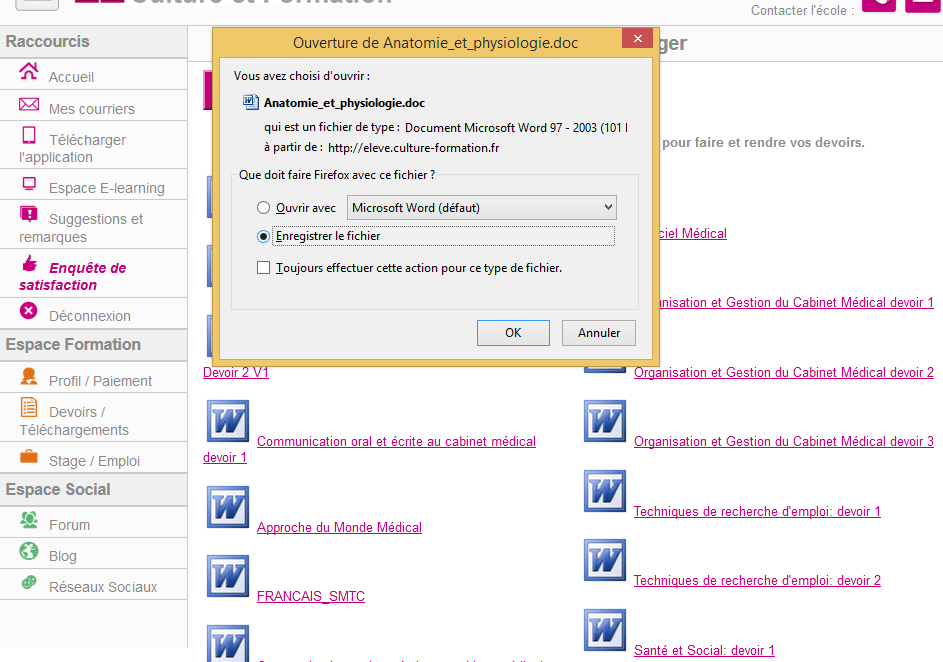 Culture et Formation
Contacter l'école :
Raccourcis
Accueil
Mes courriers
Télécharger
l'application
Espace E-learning
Suggestions et
remarques
Enquête de
satisfaction
Déconnexion
Espace Formation
Profil / Paiement
Devoirs /
Téléchargements
Stage / Emploi
Espace Social
Forum
Blog
Réseaux Sociaux
Ouverture de Anatomie_et_physiologie.doc
Vous avez choisi d'ouvrir :
Anatomie_et_physiologie.doc
qui est un fichier de type : Document Microsoft Word 97 - 2003 (101
à partir de : http://eleve.culture-formation.fr
Que doit faire Firefox avec ce fichier ?
Ouvrir avec
Microsoft Word (défaut)
Enregistrer le fichier
Toujours effectuer cette action pour ce type de fichier.
OK
Annuler
ger
pour faire et rendre vos devoirs.
ciel Médical
nisation et Gestion du Cabinet Médical devoir 1
Devoir 2 V1
Organisation et Gestion du Cabinet Médical devoir 2
Communication oral et écrite au cabinet médical
devoir 1
Organisation et Gestion du Cabinet Médical devoir 3
Approche du Monde Médical
Techniques de recherche d'emploi: devoir 1
FRANCAIS_SMTC
Techniques de recherche d'emploi: devoir 2
Santé et Social: devoir 1